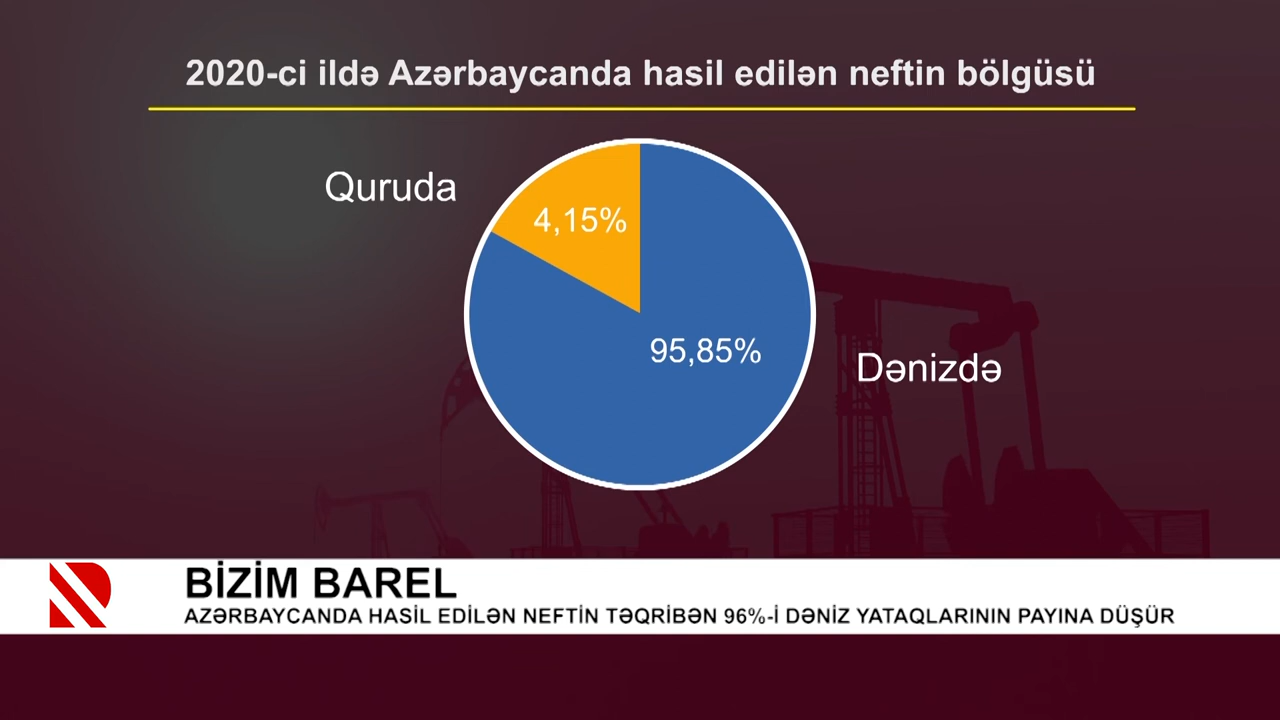 2020-ci ildə Azərbaycanda hasil edilən neftin bölgüsü
Quruda
4,15%
95,85%
Dənizdə
BİZİM BAREL
AZƏRBAYCANDA HASİL EDİLƏN NEFTİN TƏQRİBƏN 96%-İ DƏNİZ YATAQLARININ PAYINA DÜŞÜR